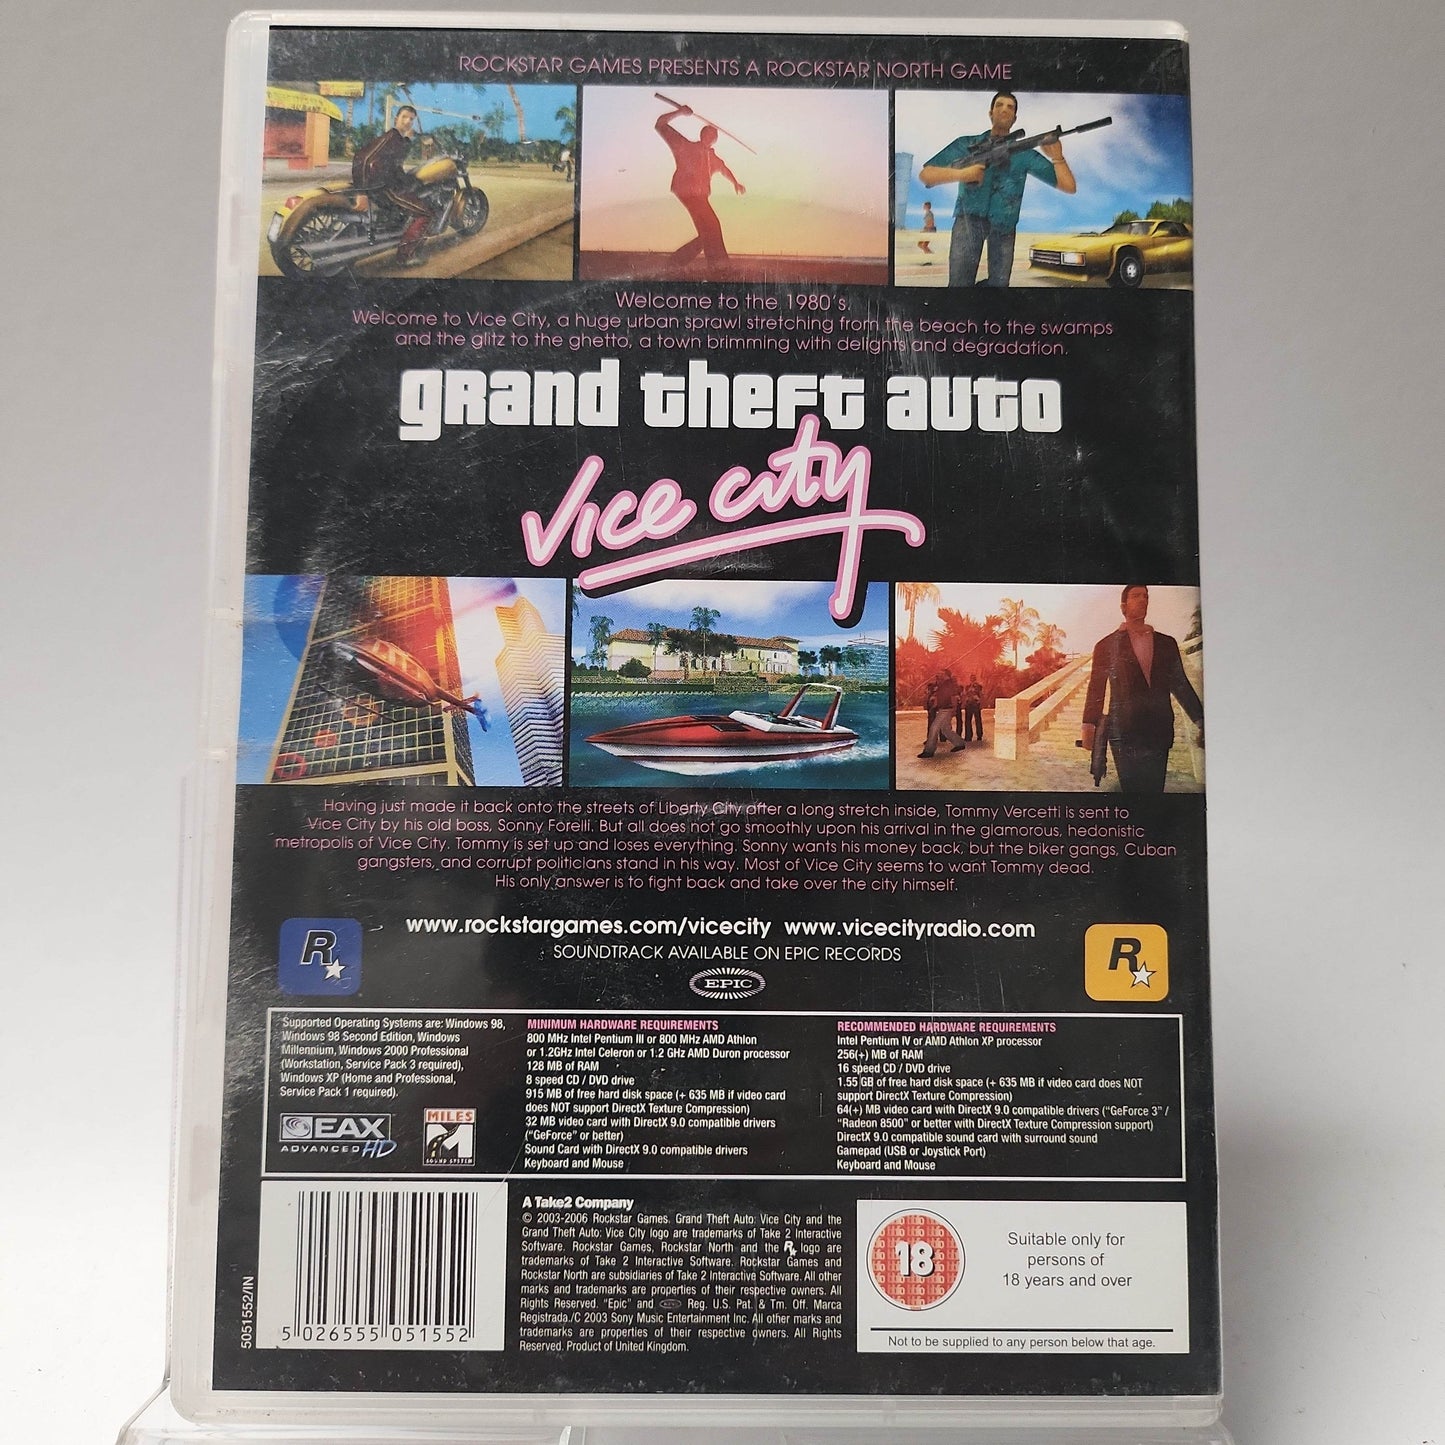 ROCKSTAR GAMES PRESENTS A ROCKSTAR NORTH GAME
Welcome to the 1980's.
Welcome to Vice City, a huge urban sprawl stretching from the beach to the swamps
and the glitz to the ghetto, a town brimming with delights and degradation.
grand theft auto
Vice City
Having just made it back onto the streets of Liberty City after a long stretch inside, Tommy Vercetti is sent to
Vice City by his old boss, Sonny Forelli. But all does not go smoothly upon his arrival in the glamorous, hedonistic
metropolis of Vice City. Tommy is set up and loses everything. Sonny wants his money back, but the biker gangs, Cuban
gangsters, and corrupt politicians stand in his way. Most of Vice City seems to want Tommy dead.
His only answer is to fight back and take over the city himself.
www.rockstargames.com/vicecity www.vicecityradio.com
SOUNDTRACK AVAILABLE ON EPIC RECORDS
EPIC
R
R
Supported Operating Systems are: Windows 98,
Windows 98 Second Edition, Windows
Millennium, Windows 2000 Professional
(Workstation, Service Pack 3 required),
Windows XP (Home and Professional,
Service Pack 1 required).
EAX
ADVANCED HD
MILES
SOUND SYSTEM
MINIMUM HARDWARE REQUIREMENTS
800 MHz Intel Pentium III or 800 MHz AMD Athlon
or 1.2GHz Intel Celeron or 1.2 GHz AMD Duron processor
128 MB of RAM
8 speed CD / DVD drive
915 MB of free hard disk space (+ 635 MB if video card
does NOT support DirectX Texture Compression)
32 MB video card with DirectX 9.0 compatible drivers
("GeForce" or better)
Sound Card with DirectX 9.0 compatible drivers
Keyboard and Mouse
RECOMMENDED HARDWARE REQUIREMENTS
Intel Pentium IV or AMD Athlon XP processor
256(+) MB of RAM
16 speed CD / DVD drive
1.55 GB of free hard disk space (+ 635 MB if video card does NOT
support DirectX Texture Compression)
64(+) MB video card with DirectX 9.0 compatible drivers ("GeForce 3" /
"Radeon 8500" or better with DirectX Texture Compression support)
DirectX 9.0 compatible sound card with surround sound
Gamepad (USB or Joystick Port)
Keyboard and Mouse
5051552/IN
5 026555 051552
A Take2 Company
© 2003-2006 Rockstar Games. Grand Theft Auto: Vice City and the
Grand Theft Auto: Vice City logo are trademarks of Take 2 Interactive
Software. Rockstar Games, Rockstar North and the R logo are
trademarks of Take 2 Interactive Software. Rockstar Games and
Rockstar North are subsidiaries of Take 2 Interactive Software. All other
marks and trademarks are properties of their respective owners. All
Rights Reserved. "Epic" and EPIC Reg. U.S. Pat. & Tm. Off. Marca
Registrada./C 2003 Sony Music Entertainment Inc. All other marks and
trademarks are properties of their respective owners. All Rights
Reserved. Product of United Kingdom.
18
Suitable only for
persons of
18 years and over
Not to be supplied to any person below that age.